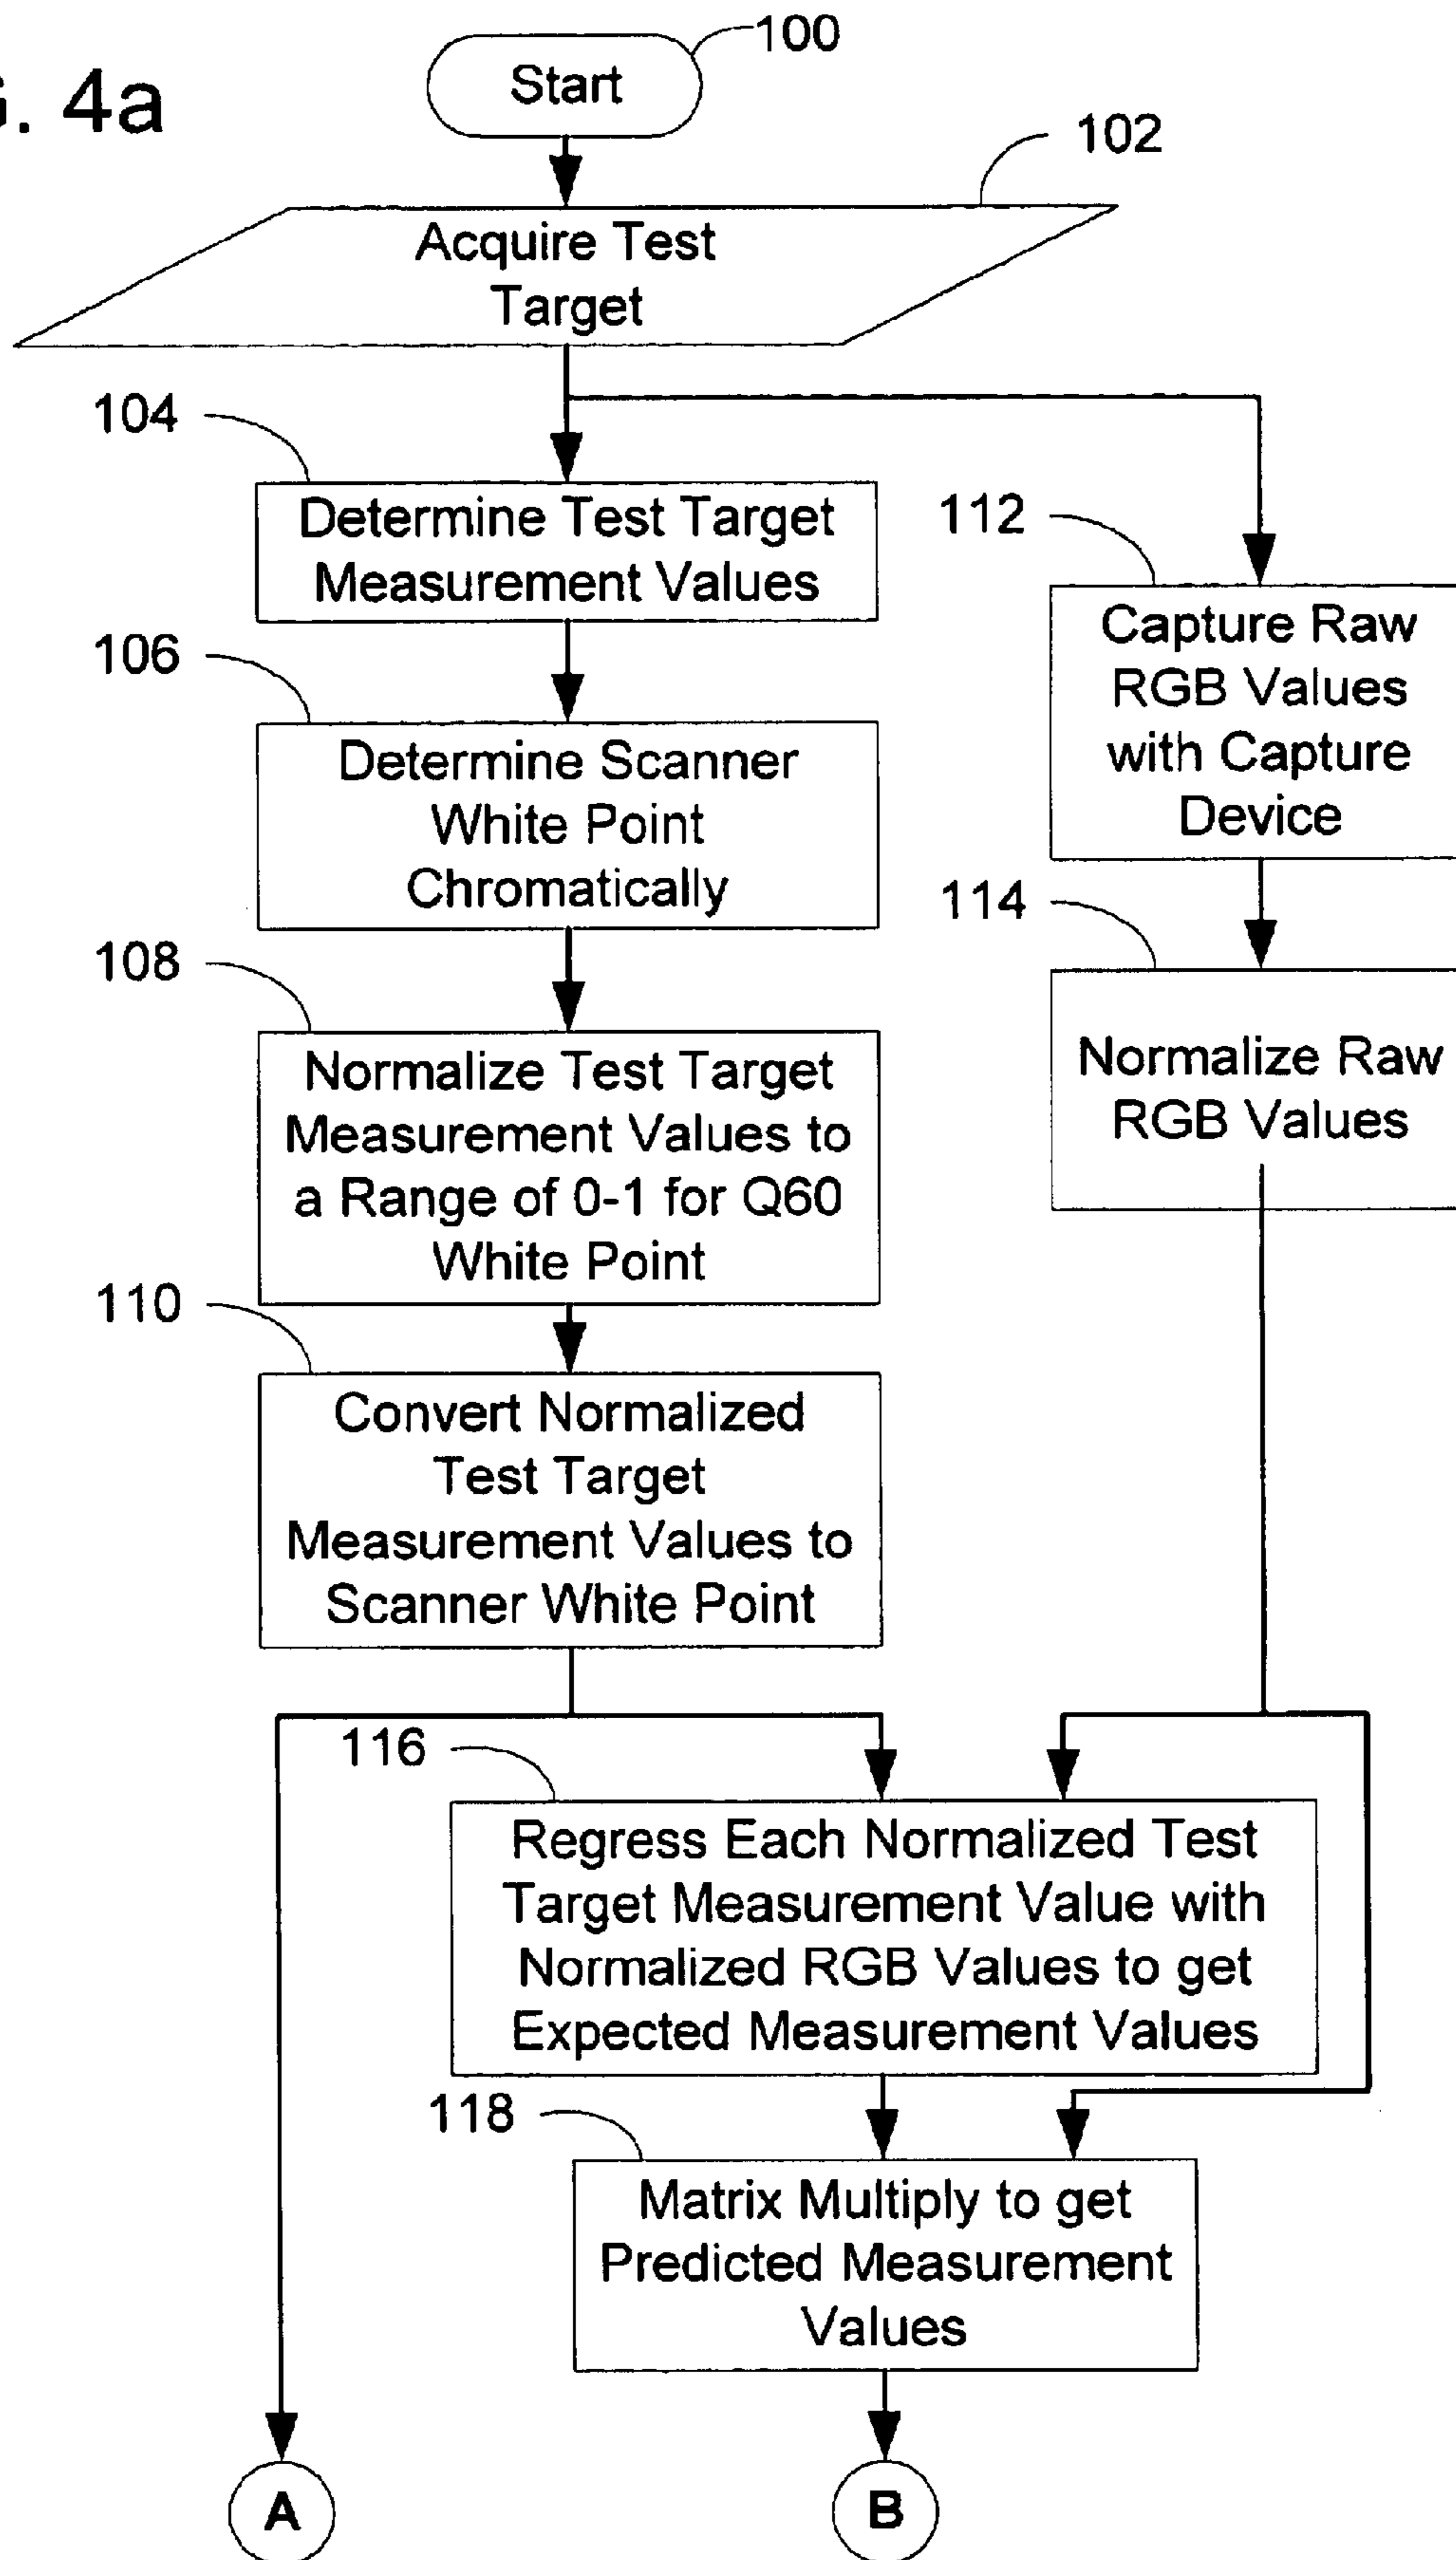 4a
100
Start
102
Acquire Test
Target
104
Determine Test Target
Measurement Values
112
Capture Raw
RGB Values
with Capture
Device
106
Determine Scanner
White Point
Chromatically
114
Normalize Raw
RGB Values
108
Normalize Test Target
Measurement Values to
a Range of 0-1 for Q60
White Point
110
Convert Normalized
Test Target
Measurement Values to
Scanner White Point
116
Regress Each Normalized Test
Target Measurement Value with
Normalized RGB Values to get
Expected Measurement Values
118
Matrix Multiply to get
Predicted Measurement
Values
A
B